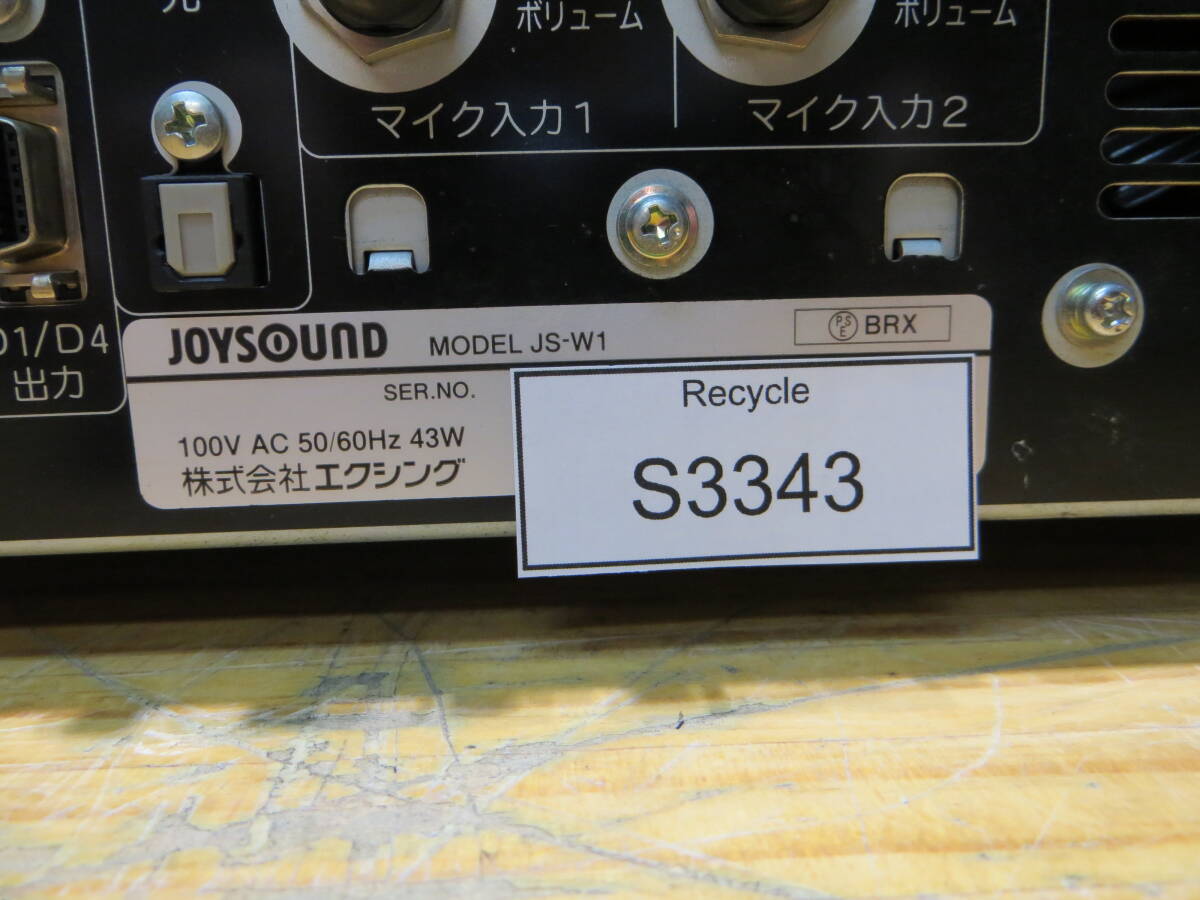 ボリューム
ボリューム
マイク入力1
マイク入力2
D1/D4
出力
JOYSOUND MODEL JS-W1
PSE BRX
SER.NO.
100V AC 50/60Hz 43W
株式会社エクシング
Recycle
S3343